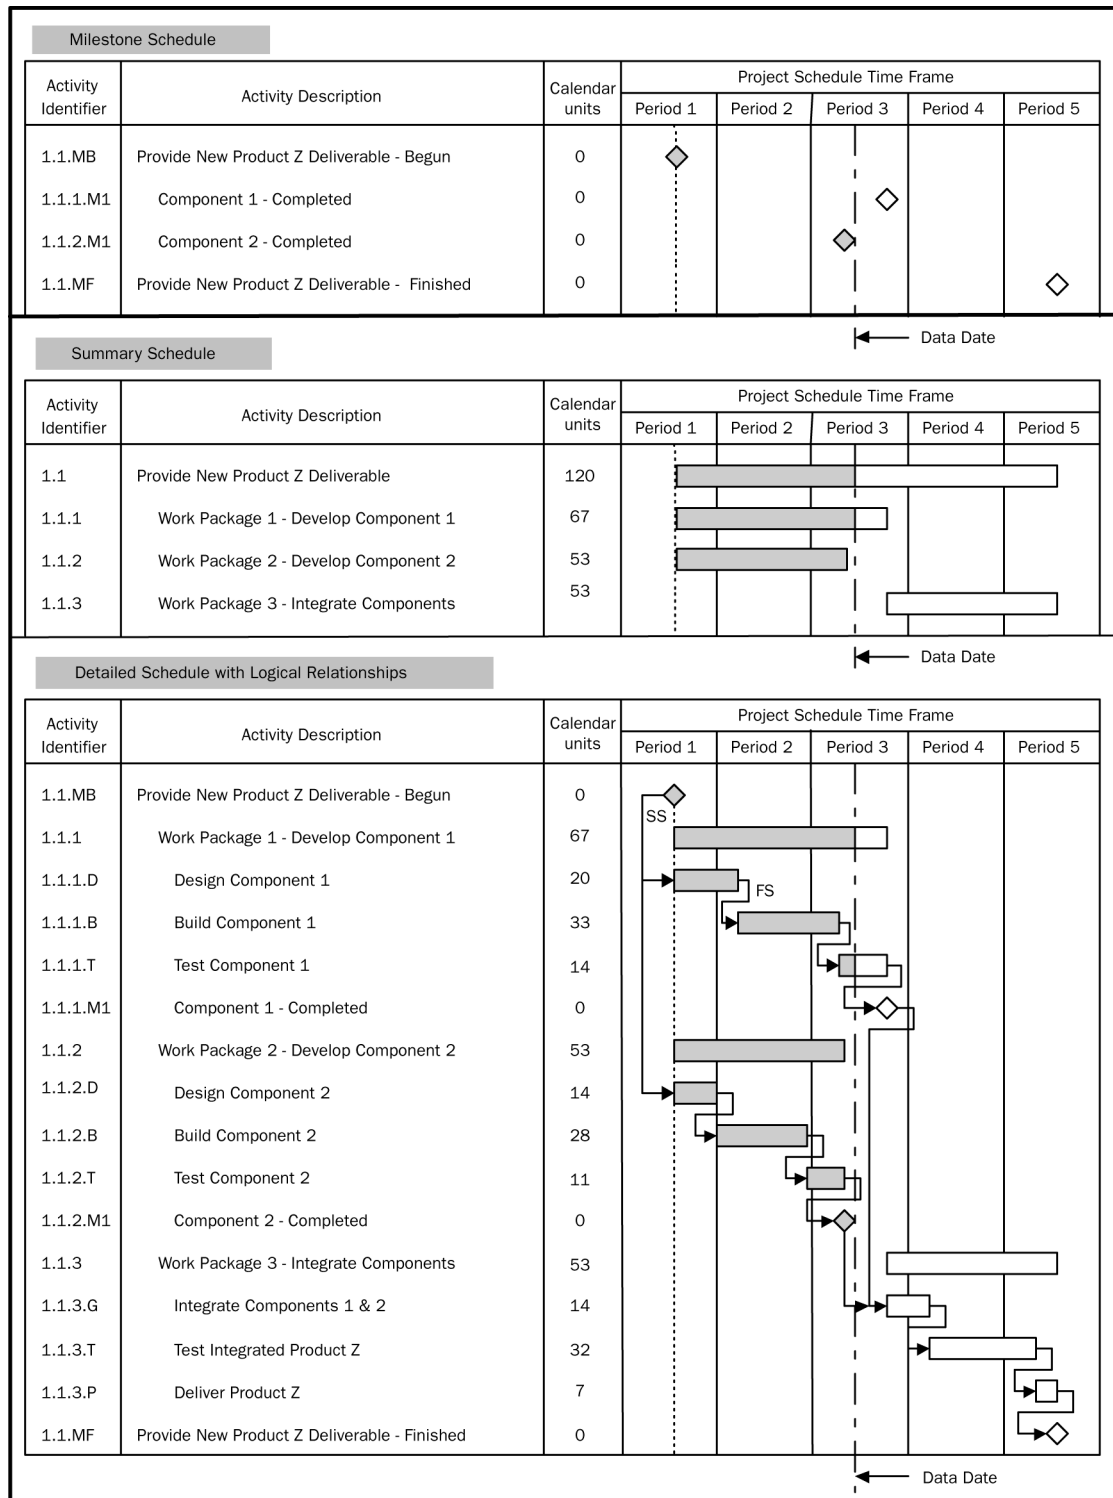 Milestone Schedule
Activity Identifier Activity Description Calendar units Project Schedule Time Frame
Period 1 Period 2 Period 3 Period 4 Period 5
1.1.MB Provide New Product Z Deliverable - Begun 0
1.1.1.M1 Component 1 - Completed 0
1.1.2.M1 Component 2 - Completed 0
1.1.MF Provide New Product Z Deliverable - Finished 0
Data Date
Summary Schedule
Activity Identifier Activity Description Calendar units Project Schedule Time Frame
Period 1 Period 2 Period 3 Period 4 Period 5
1.1 Provide New Product Z Deliverable 120
1.1.1 Work Package 1 - Develop Component 1 67
1.1.2 Work Package 2 - Develop Component 2 53
1.1.3 Work Package 3 - Integrate Components 53
Data Date
Detailed Schedule with Logical Relationships
Activity Identifier Activity Description Calendar units Project Schedule Time Frame
Period 1 Period 2 Period 3 Period 4 Period 5
1.1.MB Provide New Product Z Deliverable - Begun 0
SS
1.1.1 Work Package 1 - Develop Component 1 67
1.1.1.D Design Component 1 20
FS
1.1.1.B Build Component 1 33
1.1.1.T Test Component 1 14
1.1.1.M1 Component 1 - Completed 0
1.1.2 Work Package 2 - Develop Component 2 53
1.1.2.D Design Component 2 14
1.1.2.B Build Component 2 28
1.1.2.T Test Component 2 11
1.1.2.M1 Component 2 - Completed 0
1.1.3 Work Package 3 - Integrate Components 53
1.1.3.G Integrate Components 1 & 2 14
1.1.3.T Test Integrated Product Z 32
1.1.3.P Deliver Product Z 7
1.1.MF Provide New Product Z Deliverable - Finished 0
Data Date